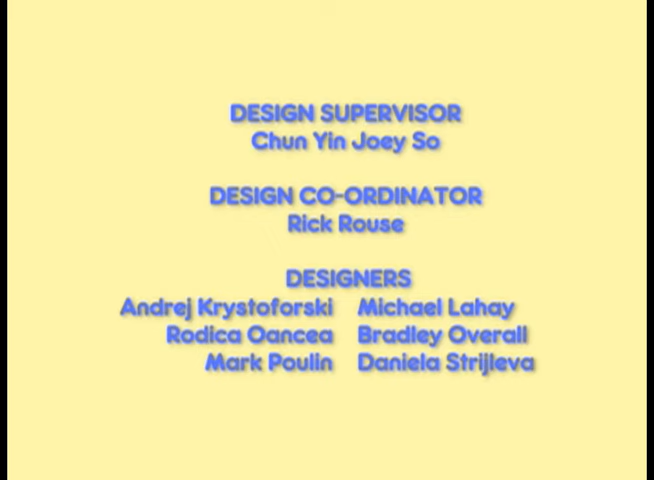 DESIGN SUPERVISOR
Chun Yin Joey So
DESIGN CO-ORDINATOR
Rick Rouse
DESIGNERS
Andrej Krystoforski Michael Lahay
Rodica Oancea Bradley Overall
Mark Poulin Daniela Strijleva